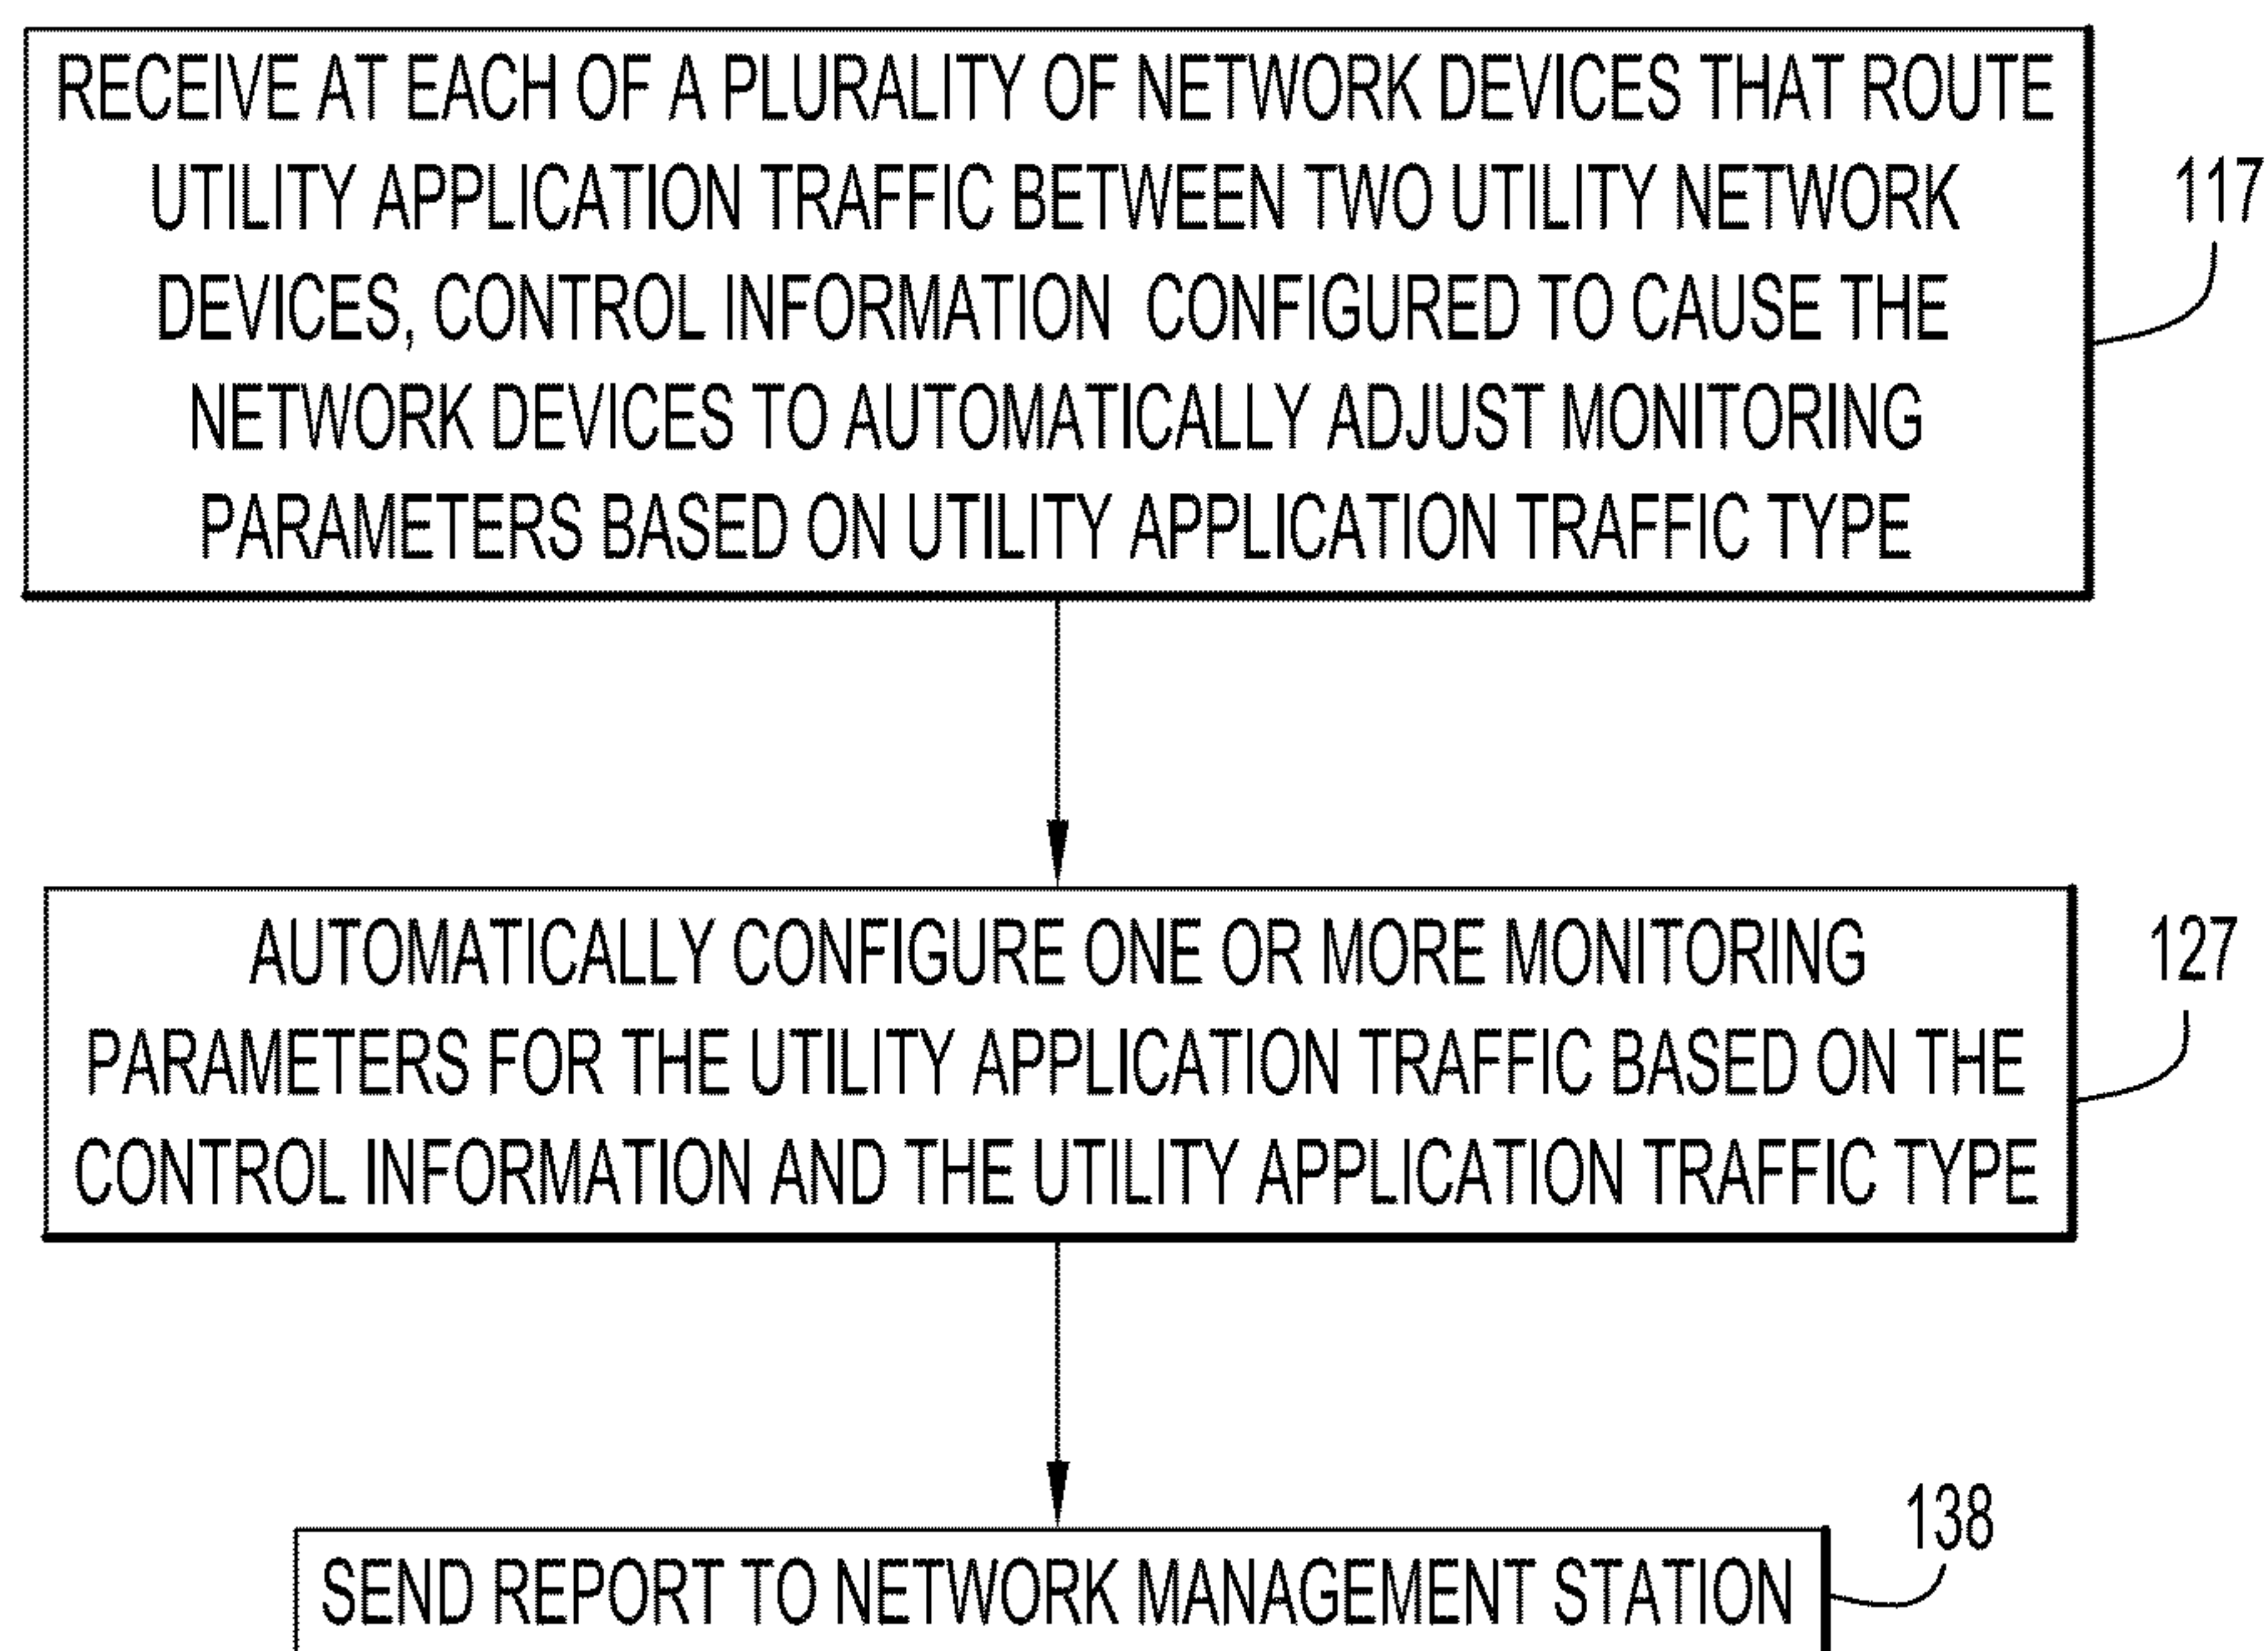 RECEIVE AT EACH OF A PLURALITY OF NETWORK DEVICES THAT ROUTE
UTILITY APPLICATION TRAFFIC BETWEEN TWO UTILITY NETWORK
DEVICES, CONTROL INFORMATION CONFIGURED TO CAUSE THE
NETWORK DEVICES TO AUTOMATICALLY ADJUST MONITORING
PARAMETERS BASED ON UTILITY APPLICATION TRAFFIC TYPE
117
AUTOMATICALLY CONFIGURE ONE OR MORE MONITORING
PARAMETERS FOR THE UTILITY APPLICATION TRAFFIC BASED ON THE
CONTROL INFORMATION AND THE UTILITY APPLICATION TRAFFIC TYPE
127
SEND REPORT TO NETWORK MANAGEMENT STATION
138